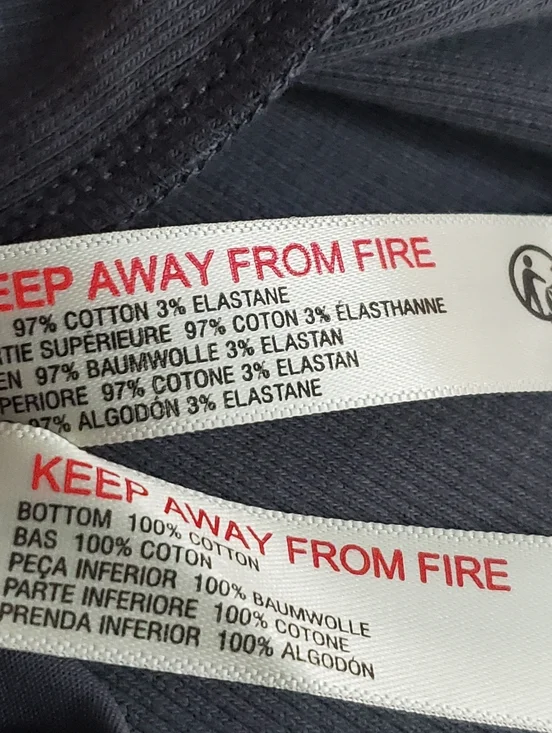 EEP AWAY FROM FIRE
97% COTTON 3% ELASTANE
TIE SUPÉRIEURE 97% COTON 3% ÉLASTHANNE
EN 97% BAUMWOLLE 3% ELASTAN
PERIORE 97% COTONE 3% ELASTAN
97% ALGODÓN 3% ELASTANE
KEEP AWAY FROM FIRE
BOTTOM 100% COTTON
BAS 100% COTON
PEÇA INFERIOR 100% BAUMWOLLE
PARTE INFERIORE 100% COTONE
PRENDA INFERIOR 100% ALGODÓN